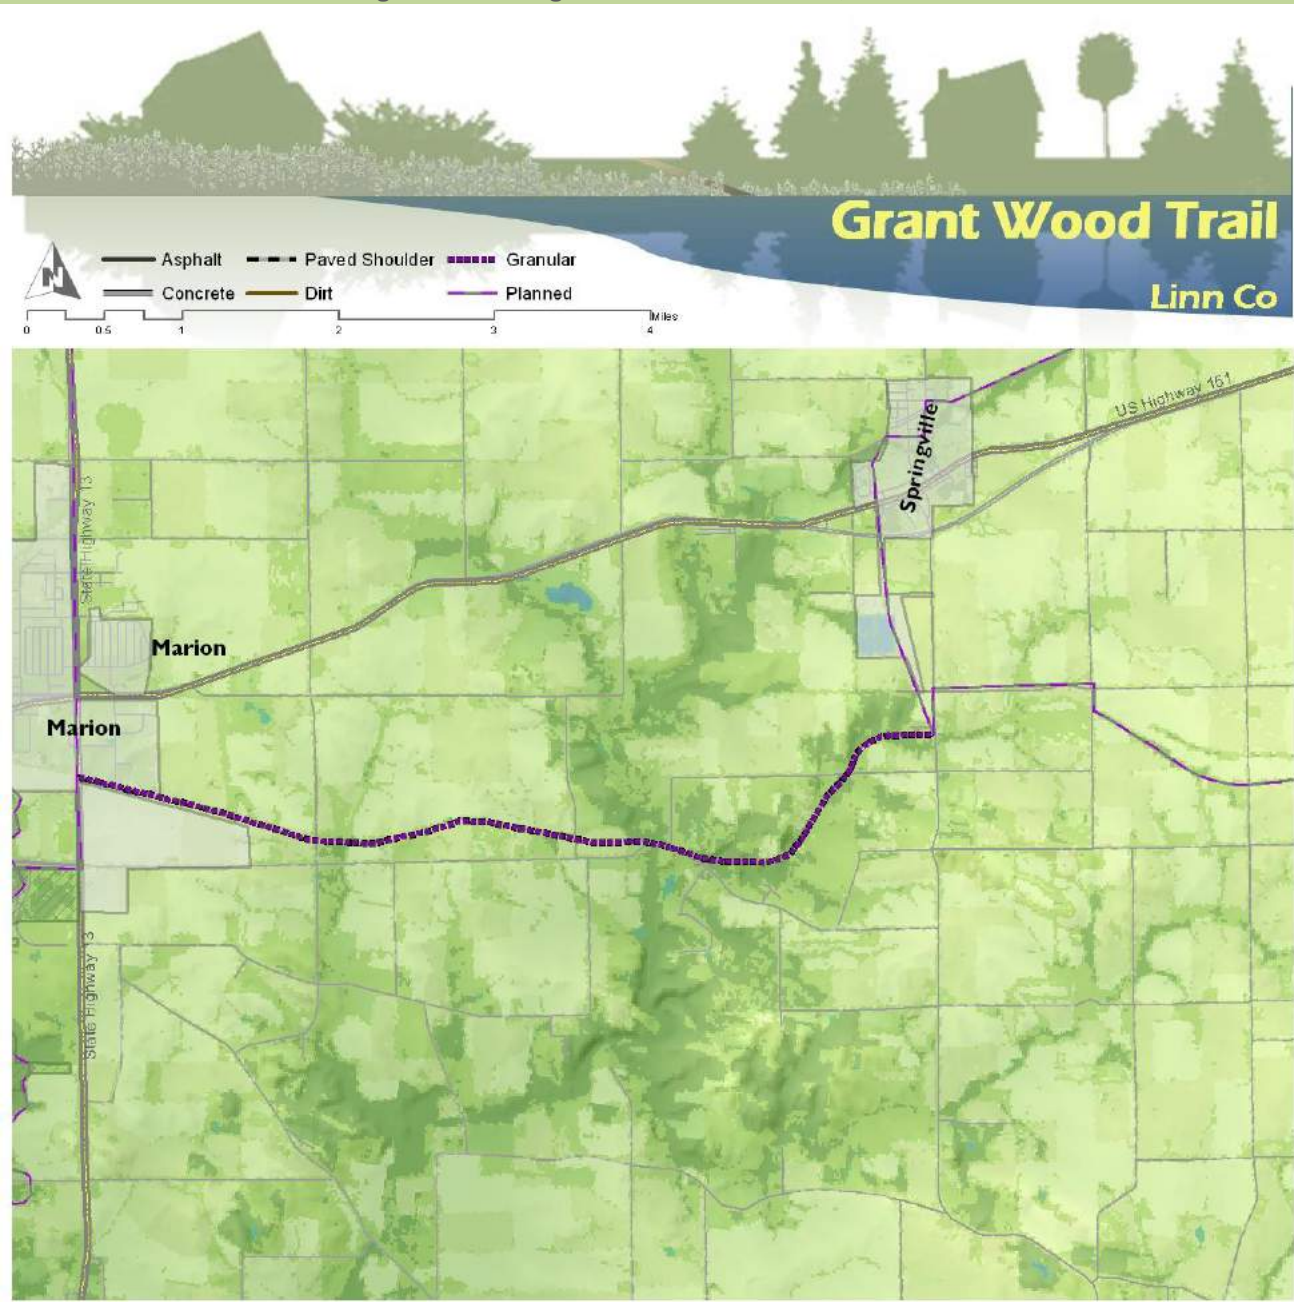 Grant Wood Trail
Linn Co
N
Asphalt Paved Shoulder Granular
Concrete Dirt Planned
Miles
0 0.5 1 2 3 4
US Highway 151
Springville
State Highway 13
Marion
Marion
State Highway 13